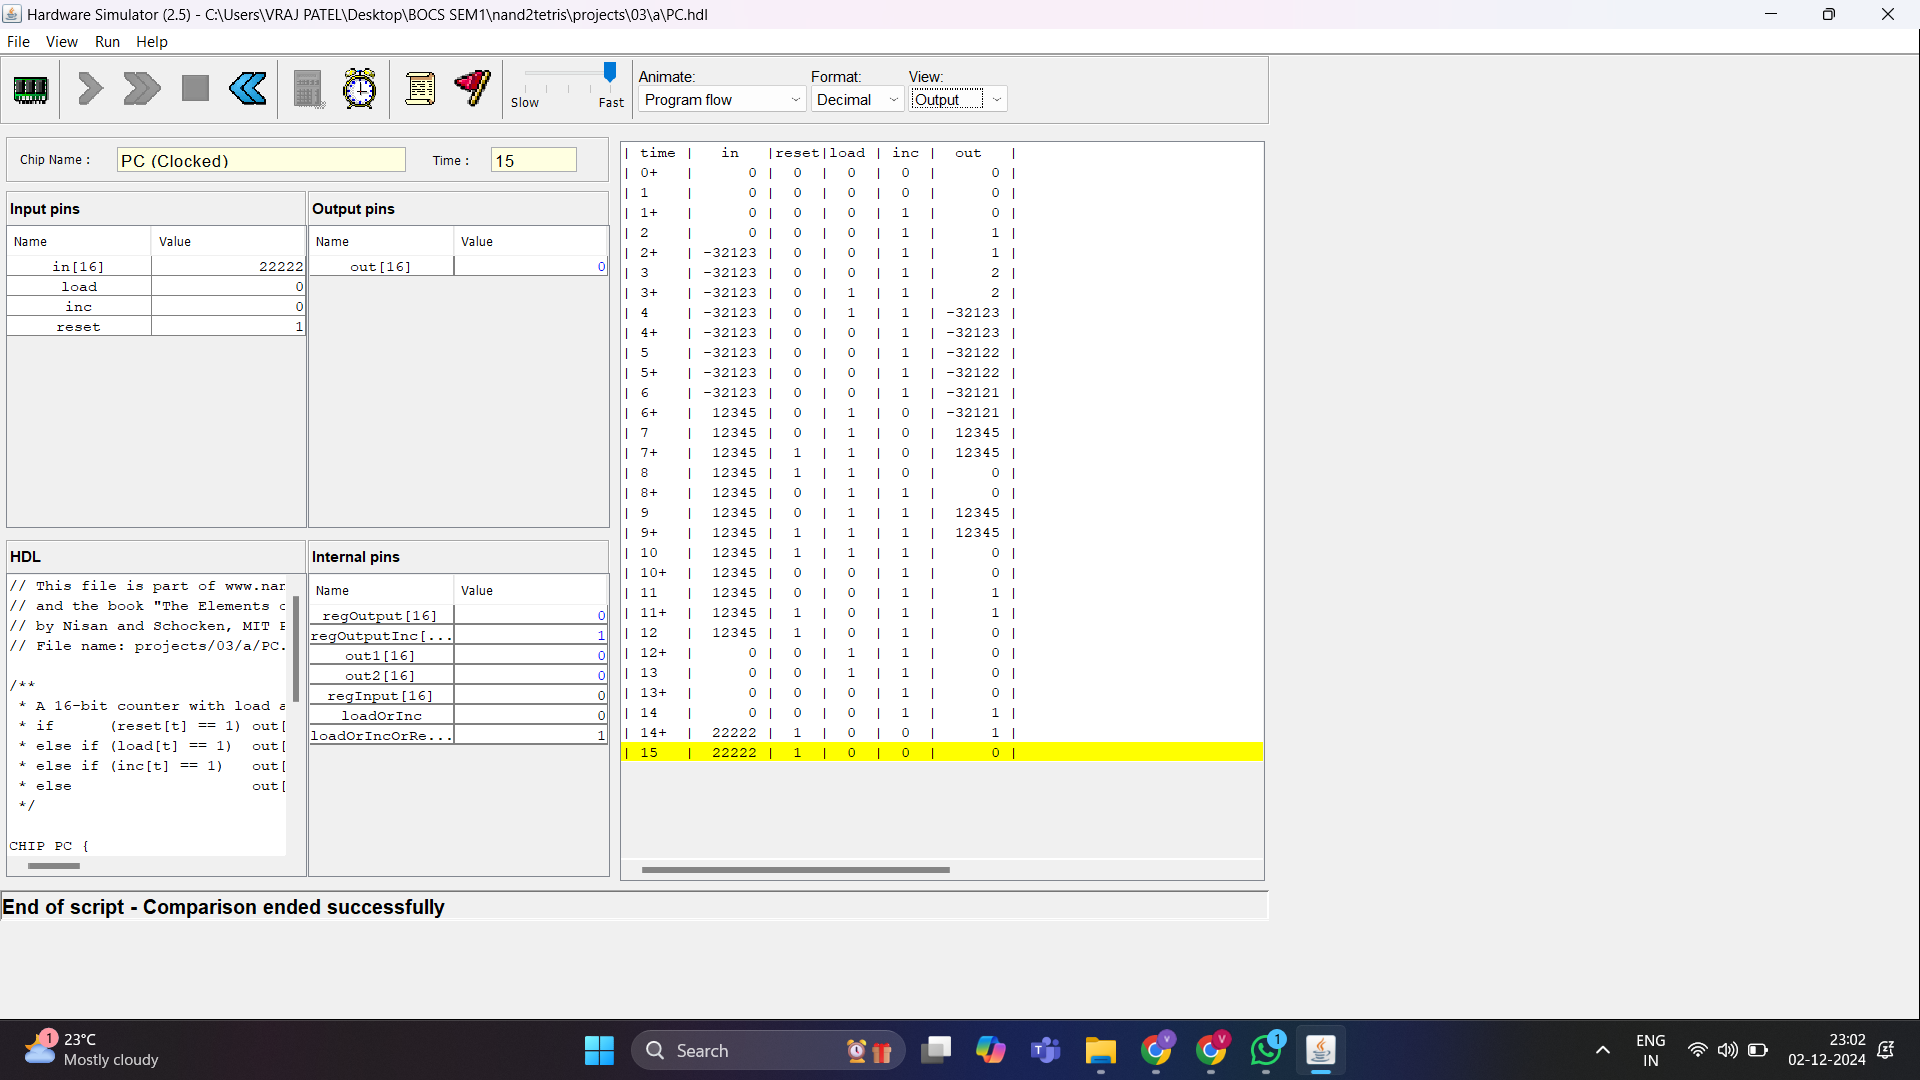 Hardware Simulator (2.5) - C:\Users\VRAJ PATEL\Desktop\BOCS SEM1\nand2tetris\projects\03\a\PC.hdl
File View Run Help
Slow Fast
Animate:
Program flow
Format:
Decimal
View:
Output
Chip Name :
PC (Clocked)
Time :
15
Input pins
Name Value
in[16] 22222
load 0
inc 0
reset 1
Output pins
Name Value
out[16] 0
HDL
// This file is part of www.nan
// and the book "The Elements o
// by Nisan and Schocken, MIT P
// File name: projects/03/a/PC.
/**
* A 16-bit counter with load a
* if (reset[t] == 1) out[
* else if (load[t] == 1) out[
* else if (inc[t] == 1) out[
* else out[
*/
CHIP PC {
Internal pins
Name Value
regOutput[16] 0
regOutputInc[... 1
out1[16] 0
out2[16] 0
regInput[16] 0
loadOrInc 0
loadOrIncOrRe... 1
| time | in |reset|load | inc | out |
| 0+ | 0 | 0 | 0 | 0 | 0 |
| 1 | 0 | 0 | 0 | 0 | 0 |
| 1+ | 0 | 0 | 0 | 1 | 0 |
| 2 | 0 | 0 | 0 | 1 | 1 |
| 2+ | -32123 | 0 | 0 | 1 | 1 |
| 3 | -32123 | 0 | 0 | 1 | 2 |
| 3+ | -32123 | 0 | 1 | 1 | 2 |
| 4 | -32123 | 0 | 1 | 1 | -32123 |
| 4+ | -32123 | 0 | 0 | 1 | -32123 |
| 5 | -32123 | 0 | 0 | 1 | -32122 |
| 5+ | -32123 | 0 | 0 | 1 | -32122 |
| 6 | -32123 | 0 | 0 | 1 | -32121 |
| 6+ | 12345 | 0 | 1 | 0 | -32121 |
| 7 | 12345 | 0 | 1 | 0 | 12345 |
| 7+ | 12345 | 1 | 1 | 0 | 12345 |
| 8 | 12345 | 1 | 1 | 0 | 0 |
| 8+ | 12345 | 0 | 1 | 1 | 0 |
| 9 | 12345 | 0 | 1 | 1 | 12345 |
| 9+ | 12345 | 1 | 1 | 1 | 12345 |
| 10 | 12345 | 1 | 1 | 1 | 0 |
| 10+ | 12345 | 0 | 0 | 1 | 0 |
| 11 | 12345 | 0 | 0 | 1 | 1 |
| 11+ | 12345 | 1 | 0 | 1 | 1 |
| 12 | 12345 | 1 | 0 | 1 | 0 |
| 12+ | 0 | 0 | 1 | 1 | 0 |
| 13 | 0 | 0 | 1 | 1 | 0 |
| 13+ | 0 | 0 | 0 | 1 | 0 |
| 14 | 0 | 0 | 0 | 1 | 1 |
| 14+ | 22222 | 1 | 0 | 0 | 1 |
| 15 | 22222 | 1 | 0 | 0 | 0 |
End of script - Comparison ended successfully
1
23°C
Mostly cloudy
Search
V
V
1
ENG
IN
23:02
02-12-2024